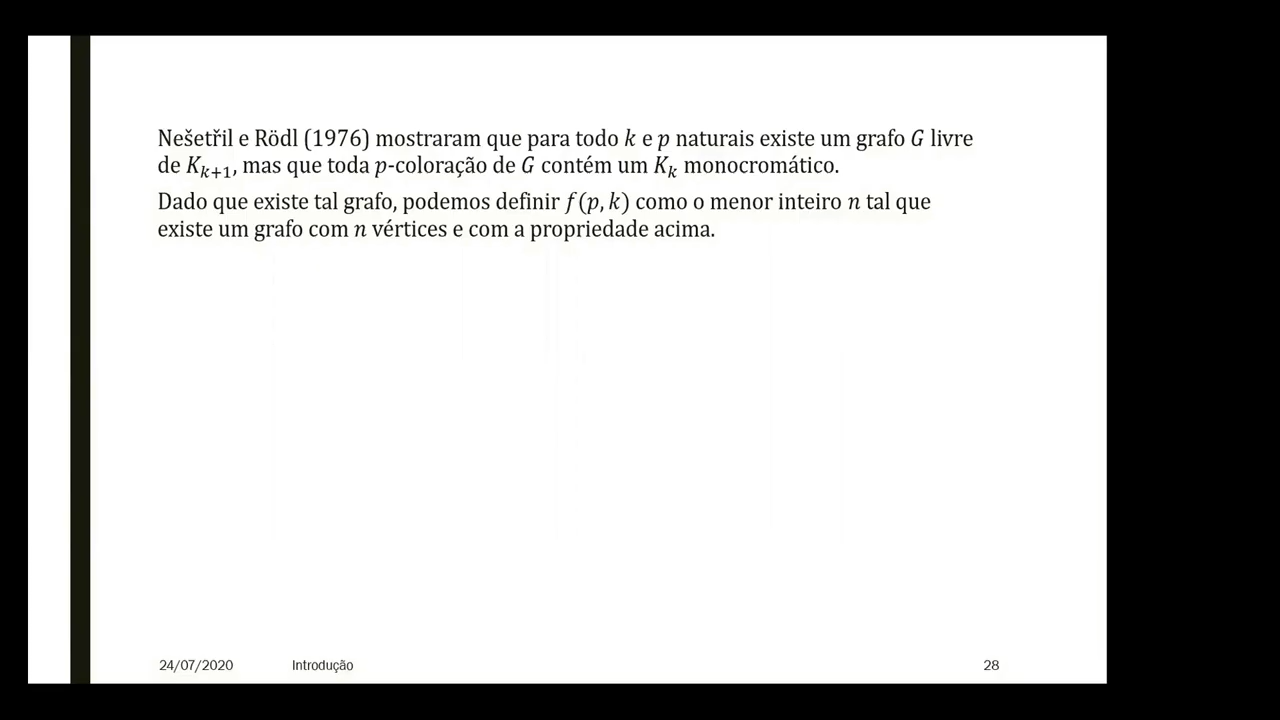 Nešetřil e Rödl (1976) mostraram que para todo k e p naturais existe um grafo G livre
de Kₖ₊₁, mas que toda p-coloração de G contém um Kₖ monocromático.
Dado que existe tal grafo, podemos definir f(p, k) como o menor inteiro n tal que
existe um grafo com n vértices e com a propriedade acima.
24/07/2020 Introdução 28